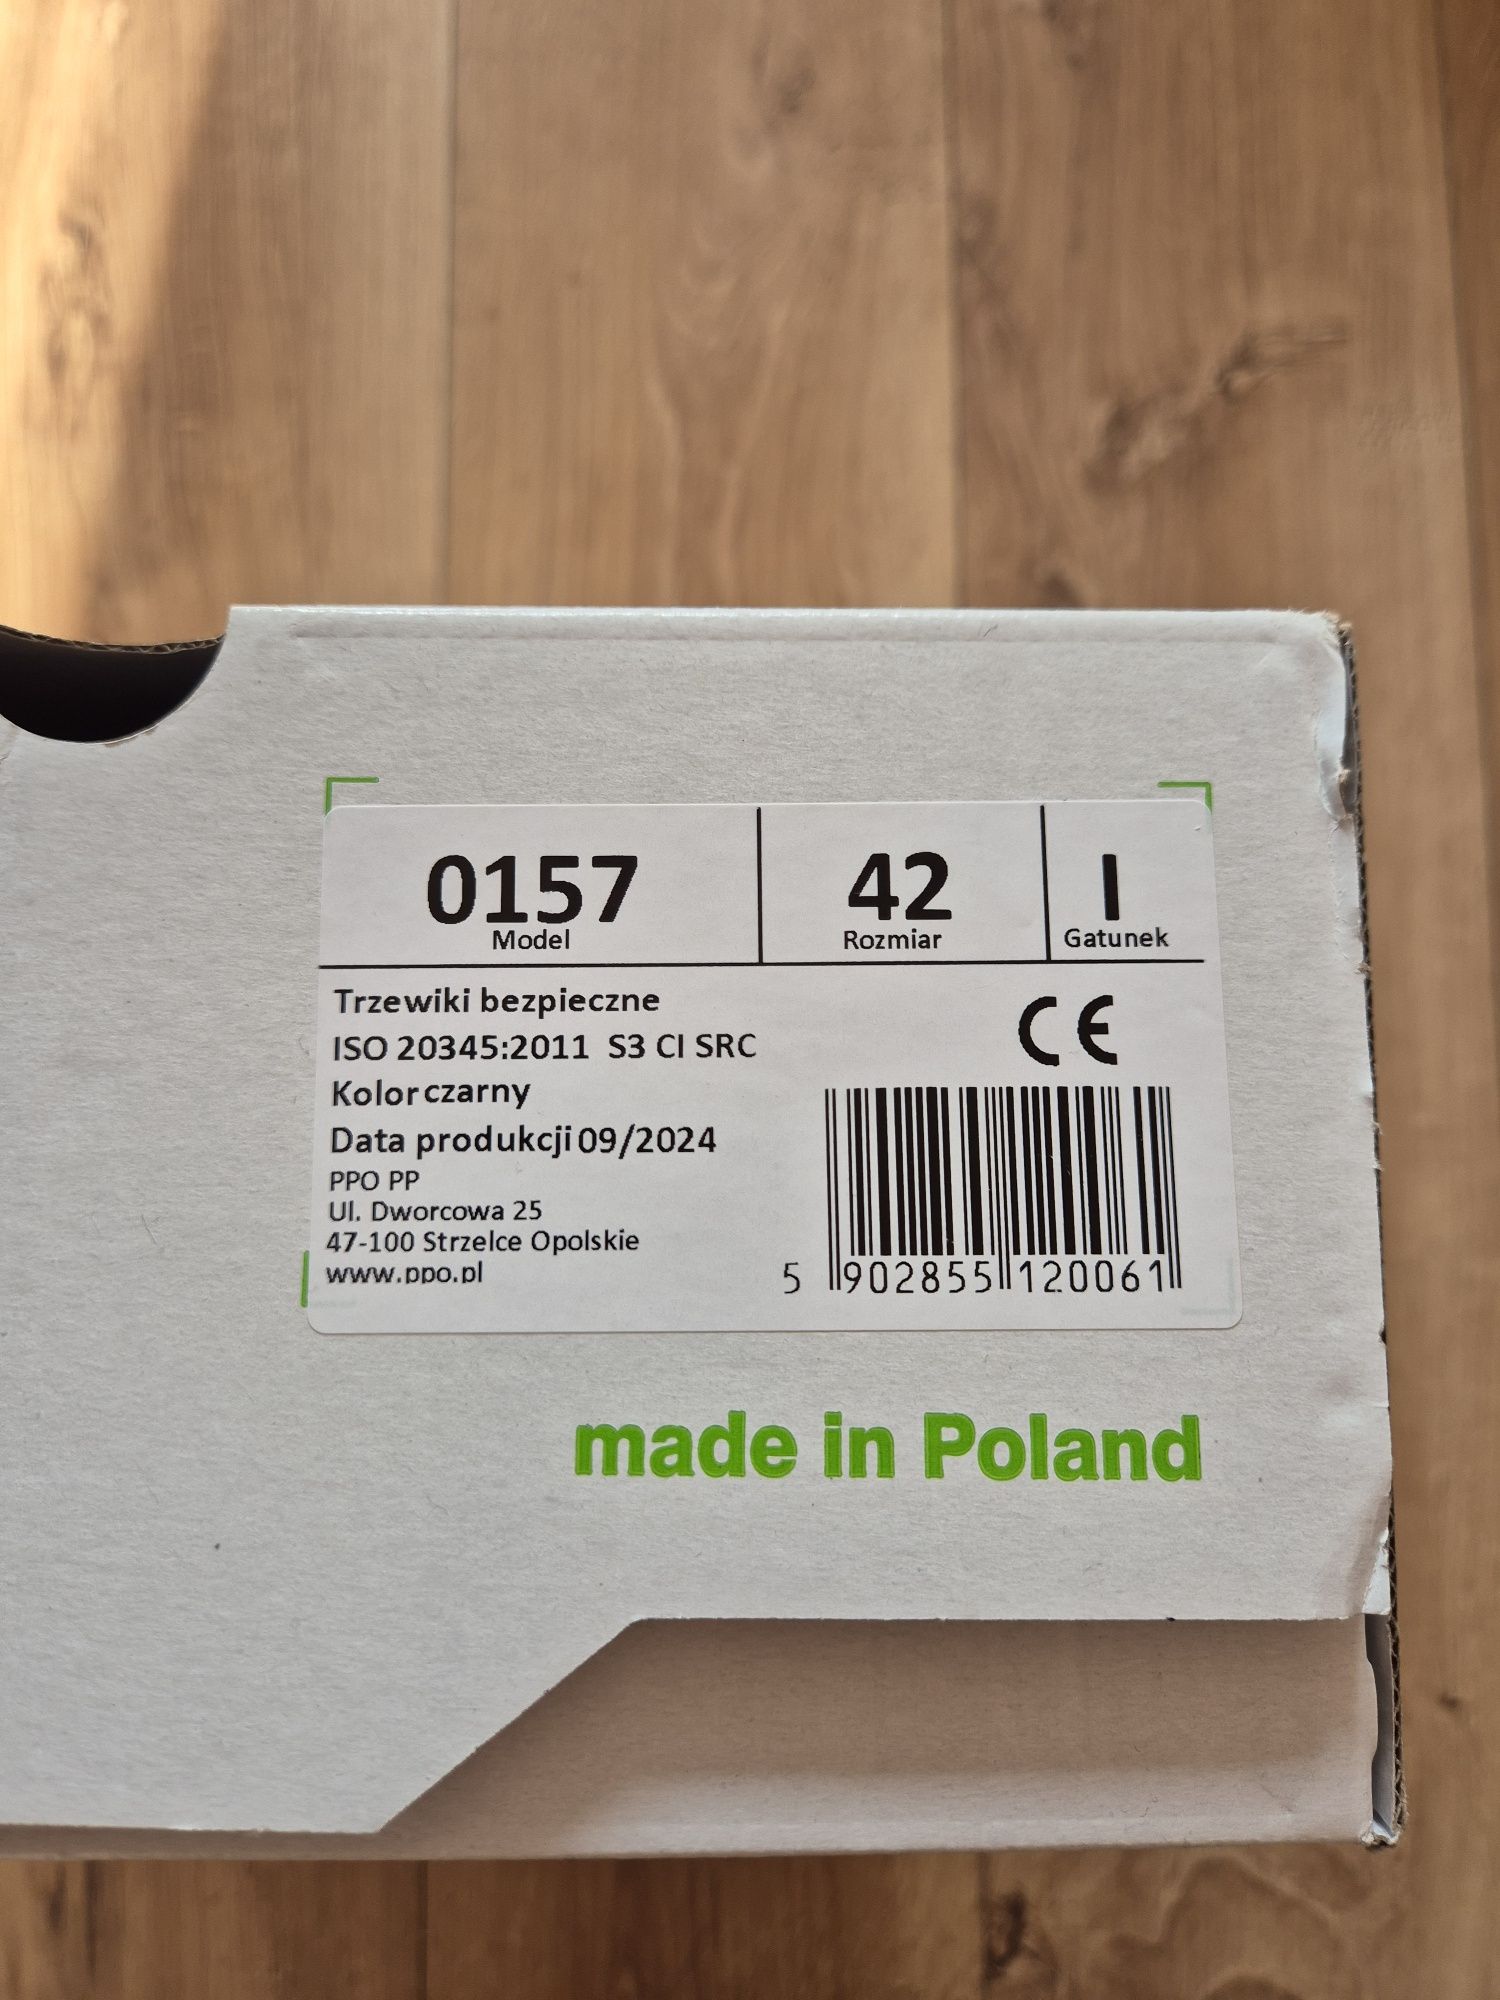 0157 42 I
Model Rozmiar Gatunek
Trzewiki bezpieczne
ISO 20345:2011 S3 CI SRC
Kolor czarny
Data produkcji 09/2024
PPO PP
Ul. Dworcowa 25
47-100 Strzelce Opolskie
www.ppo.pl
CE
5 902855 120061
made in Poland